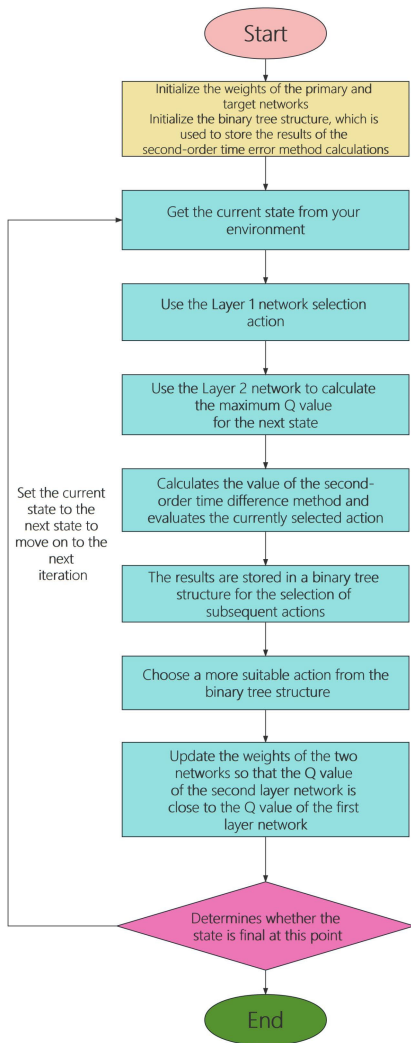 Start
Initialize the weights of the primary and
target networks
Initialize the binary tree structure, which is
used to store the results of the
second-order time error method calculations
Get the current state from your
environment
Use the Layer 1 network selection
action
Use the Layer 2 network to calculate
the maximum Q value
for the next state
Calculates the value of the second-
order time difference method and
evaluates the currently selected action
Set the current
state to the
next state to
move on to the
next
iteration
The results are stored in a binary tree
structure for the selection of
subsequent actions
Choose a more suitable action from the
binary tree structure
Update the weights of the two
networks so that the Q value
of the second layer network is
close to the Q value of the first
layer network
Determines whether the
state is final at this point
End